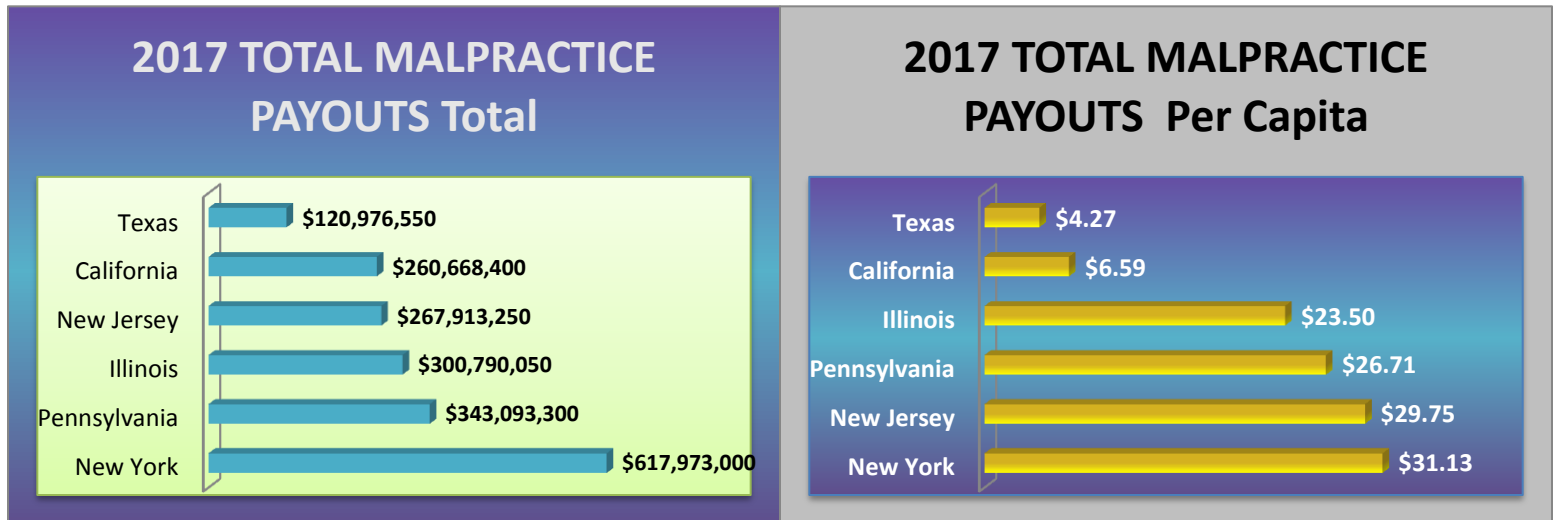 2017 TOTAL MALPRACTICE
PAYOUTS Total
Texas $120,976,550
California $260,668,400
New Jersey $267,913,250
Illinois $300,790,050
Pennsylvania $343,093,300
New York $617,973,000
2017 TOTAL MALPRACTICE
PAYOUTS Per Capita
Texas $4.27
California $6.59
Illinois $23.50
Pennsylvania $26.71
New Jersey $29.75
New York $31.13